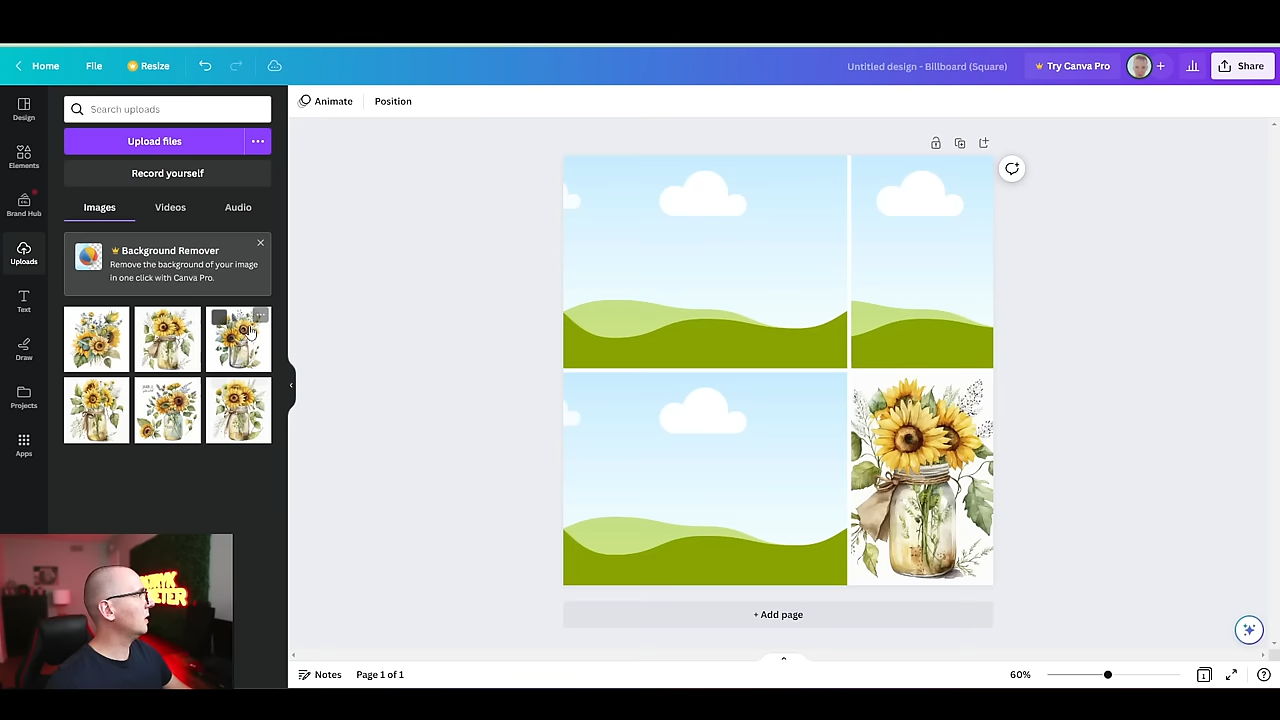 Home
File
Resize
Untitled design - Billboard (Square)
Try Canva Pro
Share
Design
Elements
Brand Hub
Uploads
Text
Draw
Projects
Apps
Search uploads
Upload files
Record yourself
Images
Videos
Audio
Background Remover
Remove the background of your image
in one click with Canva Pro.
Animate
Position
+ Add page
Notes
Page 1 of 1
60%
1